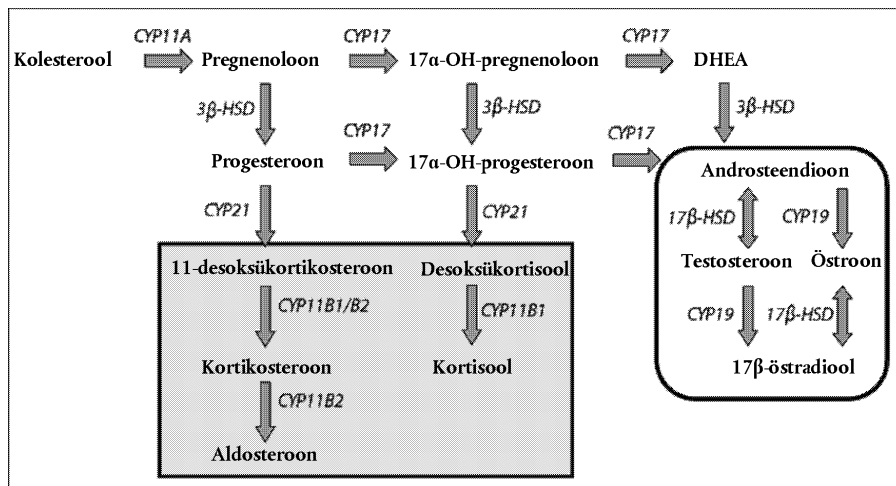 CYP11A CYP17 CYP17
Kolesterool Pregnenoloon 17α-OH-pregnenoloon DHEA
3β-HSD 3β-HSD 3β-HSD
CYP17 CYP17
Progesteroon 17α-OH-progesteroon Androsteendioon
CYP21 CYP21 17β-HSD CYP19
11-desoksükortikosteroon Desoksükortisool Testosteroon Östroon
CYP11B1/B2 CYP11B1 CYP19 17β-HSD
Kortikosteroon Kortisool 17β-östradiool
CYP11B2
Aldosteroon